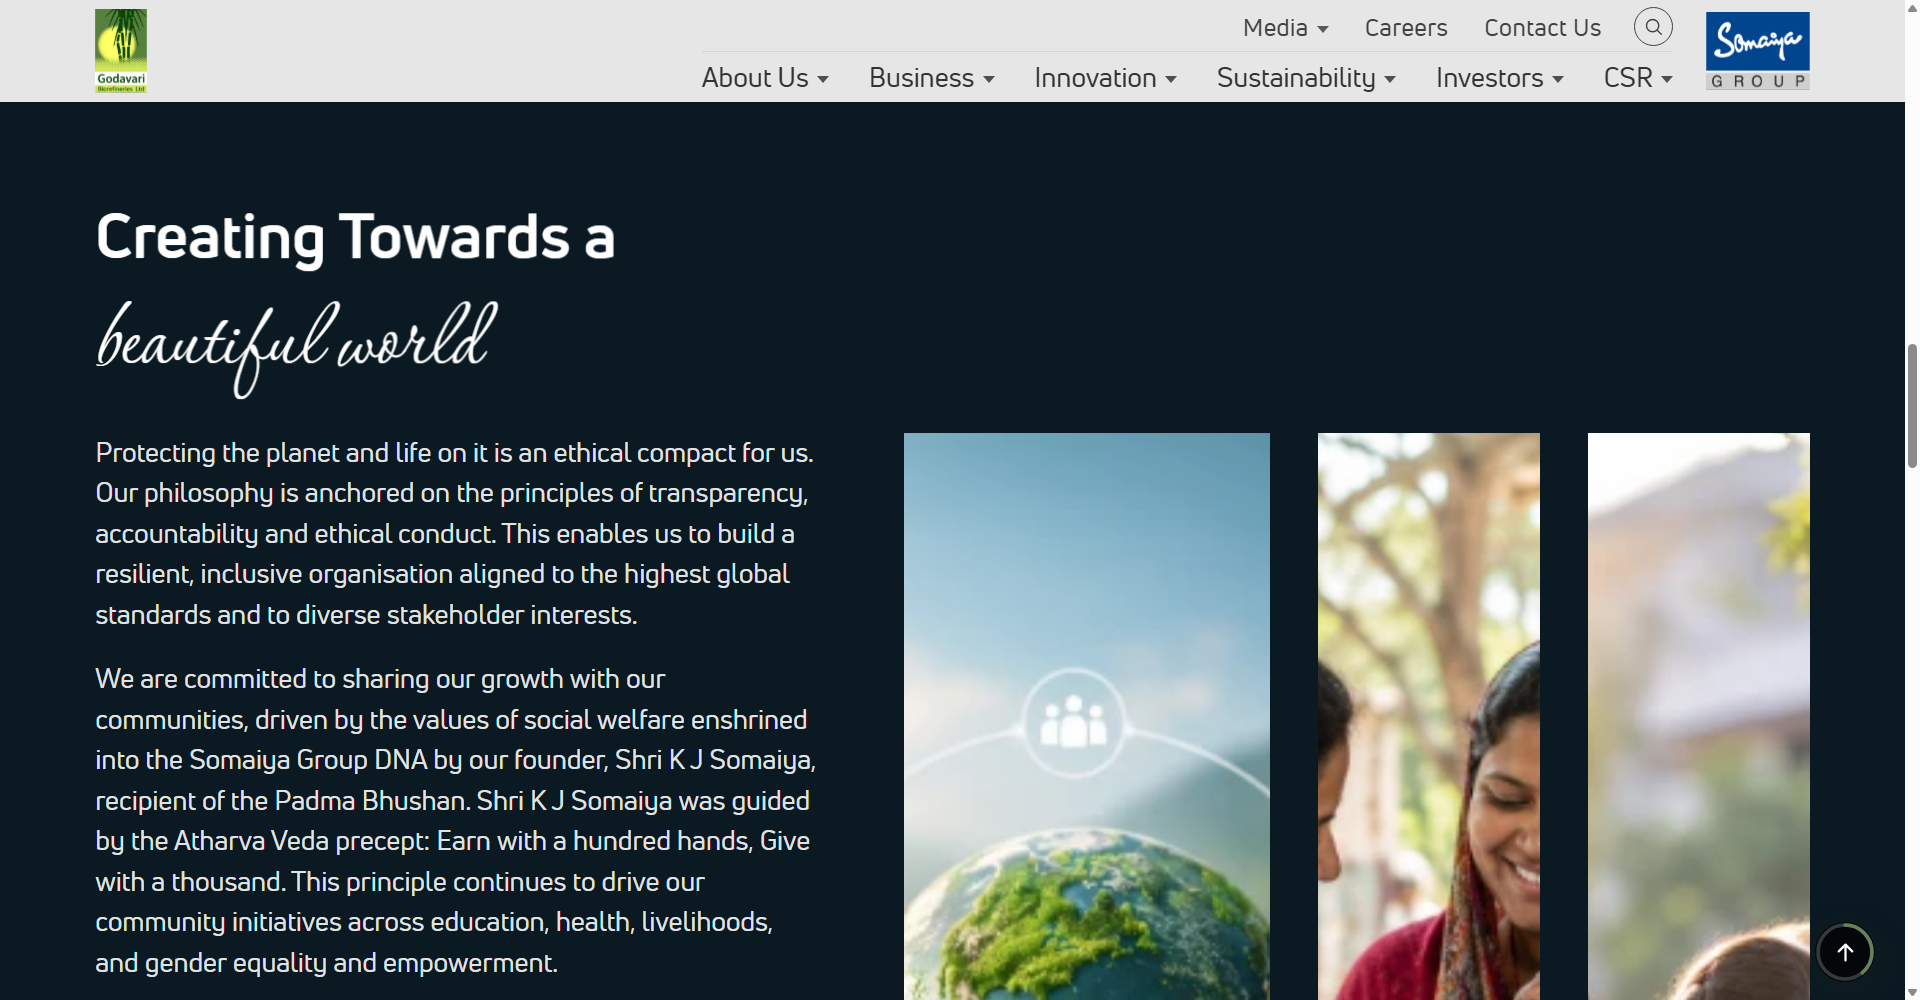 Godavari
Biorefineries Ltd
Media
Careers
Contact Us
Somaiya
GROUP
About Us
Business
Innovation
Sustainability
Investors
CSR
Creating Towards a
beautiful world
Protecting the planet and life on it is an ethical compact for us.
Our philosophy is anchored on the principles of transparency,
accountability and ethical conduct. This enables us to build a
resilient, inclusive organisation aligned to the highest global
standards and to diverse stakeholder interests.
We are committed to sharing our growth with our
communities, driven by the values of social welfare enshrined
into the Somaiya Group DNA by our founder, Shri K J Somaiya,
recipient of the Padma Bhushan. Shri K J Somaiya was guided
by the Atharva Veda precept: Earn with a hundred hands, Give
with a thousand. This principle continues to drive our
community initiatives across education, health, livelihoods,
and gender equality and empowerment.